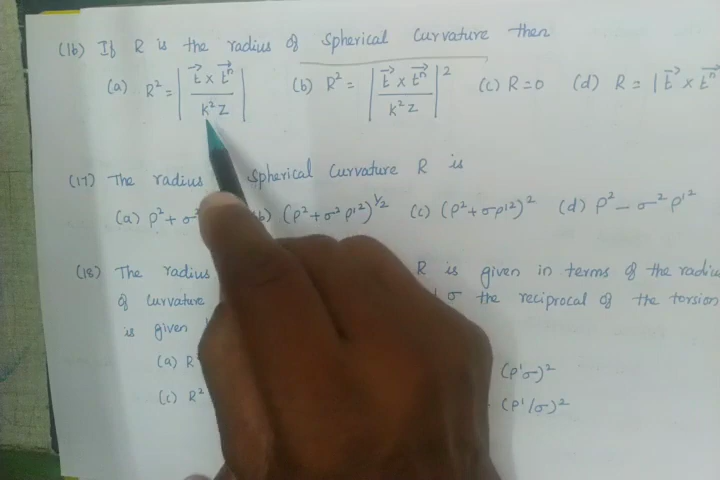 (16) If R is the radius of Spherical Curvature then
(a) R² = | t⃗ × t⃗ⁿ / k²Z | (b) R² = | t⃗ × t⃗ⁿ / k²Z |² (c) R=0 (d) R = | t⃗ × t⃗ⁿ
(17) The radius spherical curvature R is
(a) ρ² + σ² b) (ρ² + σ² ρ'²)^½ (c) (ρ² + σρ'²)² (d) ρ² − σ² ρ'²
(18) The radius R is given in terms of the radiu
of Curvature σ the reciprocal of the torsion
is given
(a) R (ρ'σ)²
(c) R² (ρ'/σ)²